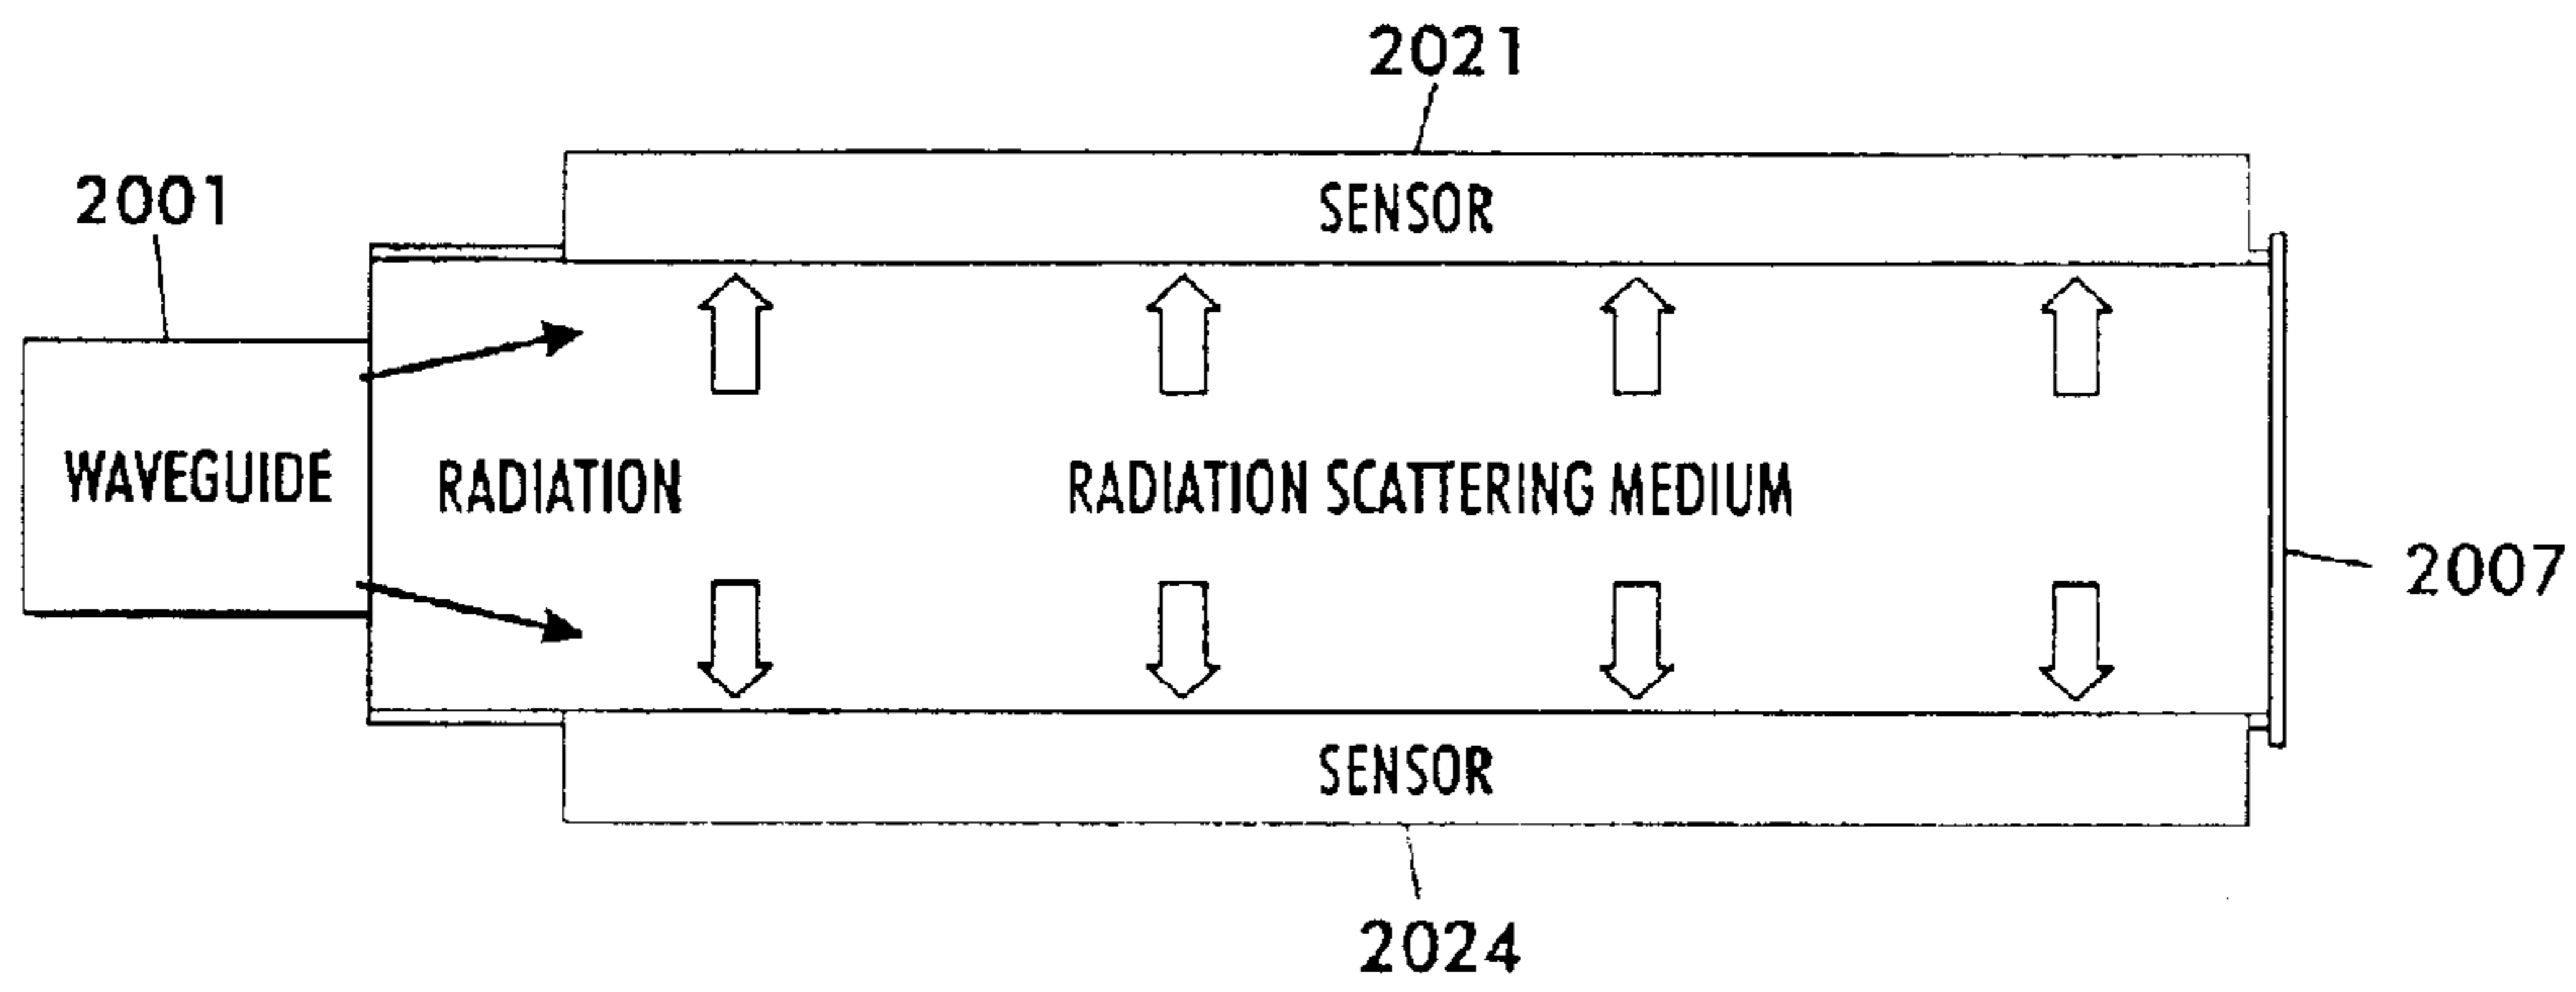 2021
SENSOR
2001
WAVEGUIDE
RADIATION
RADIATION SCATTERING MEDIUM
2007
SENSOR
2024